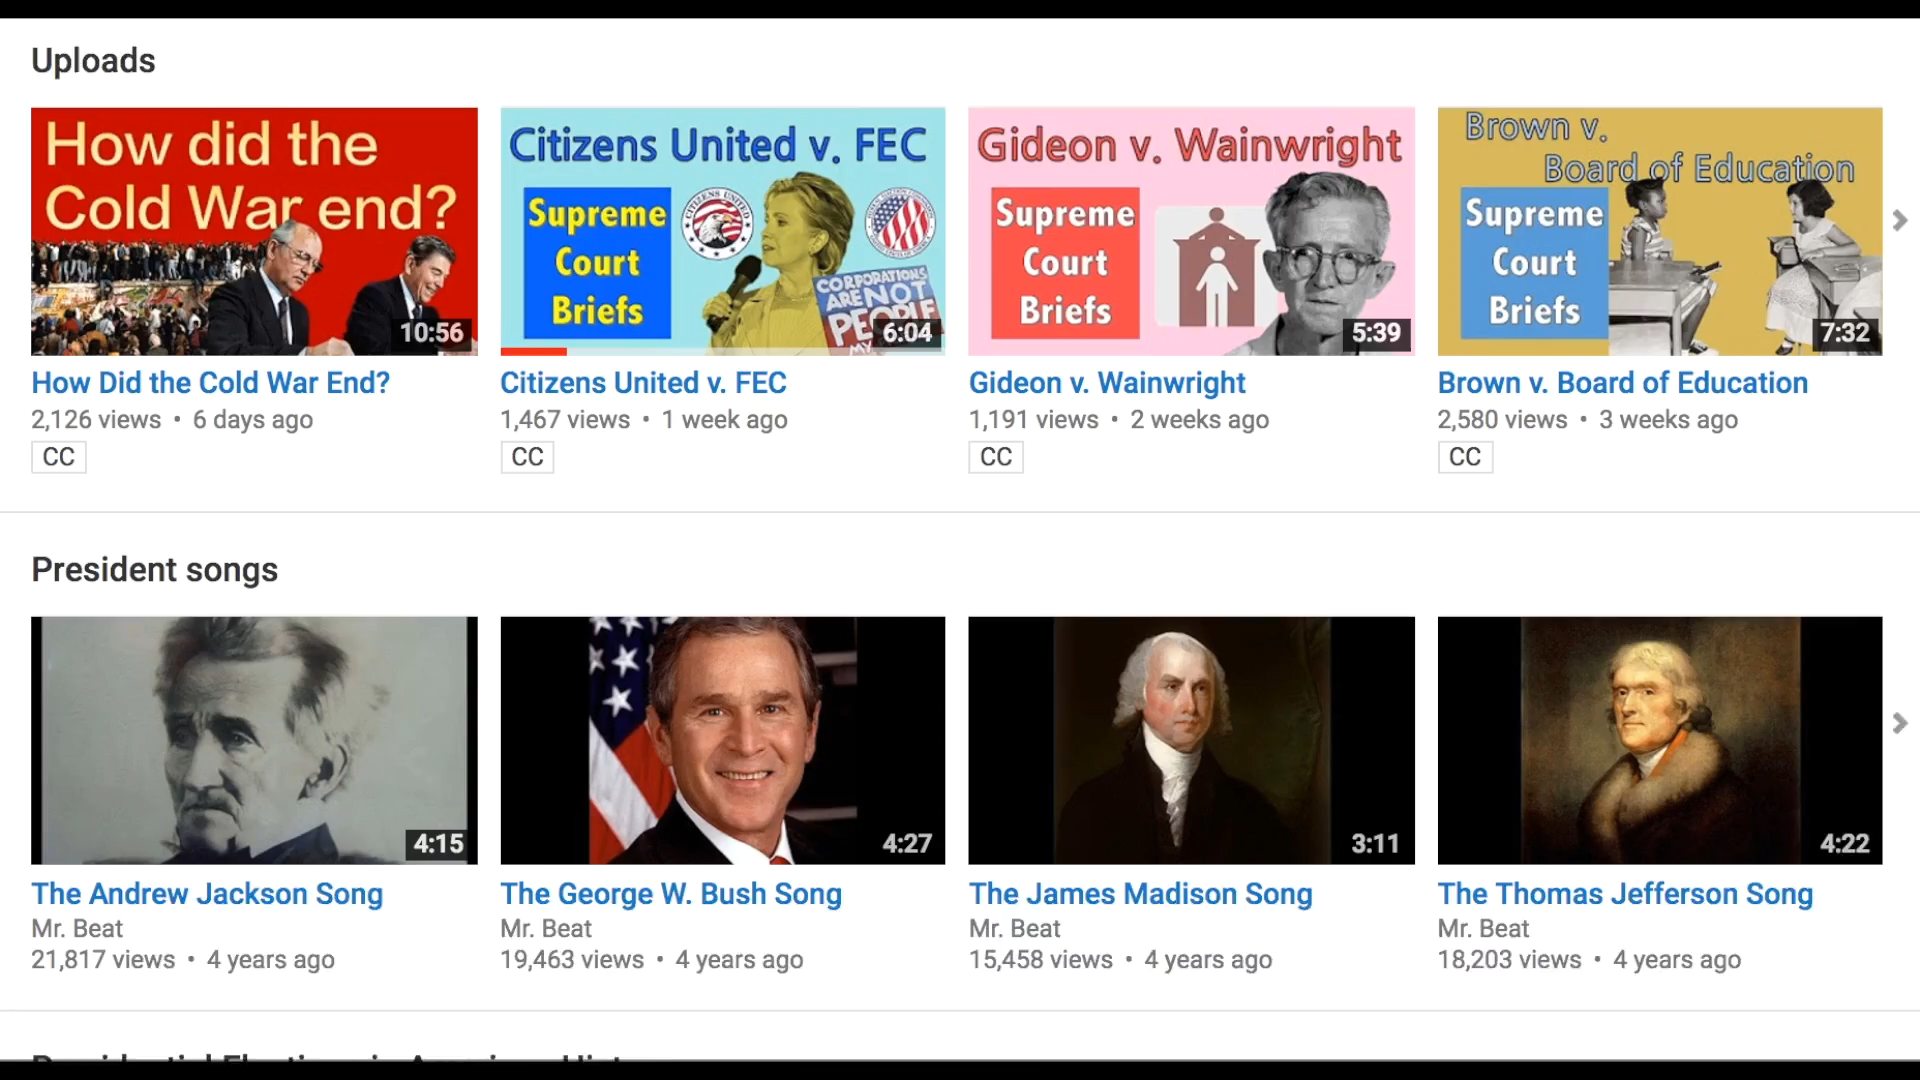 Uploads
How did the
Cold War end?
10:56
Citizens United v. FEC
Supreme
Court
Briefs
CITIZENS UNITED
CORPORATIONS
ARE NOT
PEOPLE
MY
6:04
Gideon v. Wainwright
Supreme
Court
Briefs
5:39
Brown v.
Board of Education
Supreme
Court
Briefs
7:32
How Did the Cold War End?
2,126 views • 6 days ago
CC
Citizens United v. FEC
1,467 views • 1 week ago
CC
Gideon v. Wainwright
1,191 views • 2 weeks ago
CC
Brown v. Board of Education
2,580 views • 3 weeks ago
CC
President songs
4:15
4:27
3:11
4:22
The Andrew Jackson Song
Mr. Beat
21,817 views • 4 years ago
The George W. Bush Song
Mr. Beat
19,463 views • 4 years ago
The James Madison Song
Mr. Beat
15,458 views • 4 years ago
The Thomas Jefferson Song
Mr. Beat
18,203 views • 4 years ago